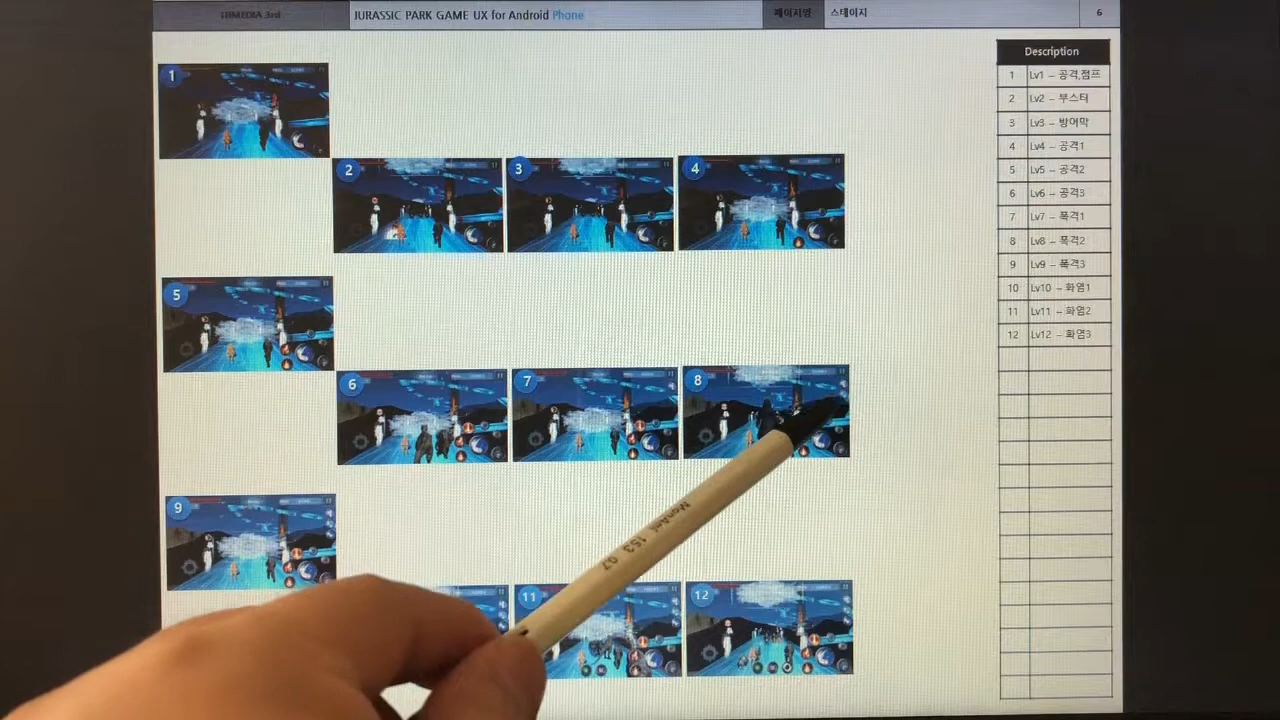 JURASSIC PARK GAME UX for Android Phone
페이지명
스테이지
6
Description
1 Lv1 – 공격,점프
2 Lv2 – 부스터
3 Lv3 – 방어막
4 Lv4 – 공격1
5 Lv5 – 공격2
6 Lv6 – 공격3
7 Lv7 – 폭격1
8 Lv8 – 폭격2
9 Lv9 – 폭격3
10 Lv10 – 화염1
11 Lv11 – 화염2
12 Lv12 – 화염3
1
2
3
4
5
6
7
8
9
11
12
MonAmi 153 0.7